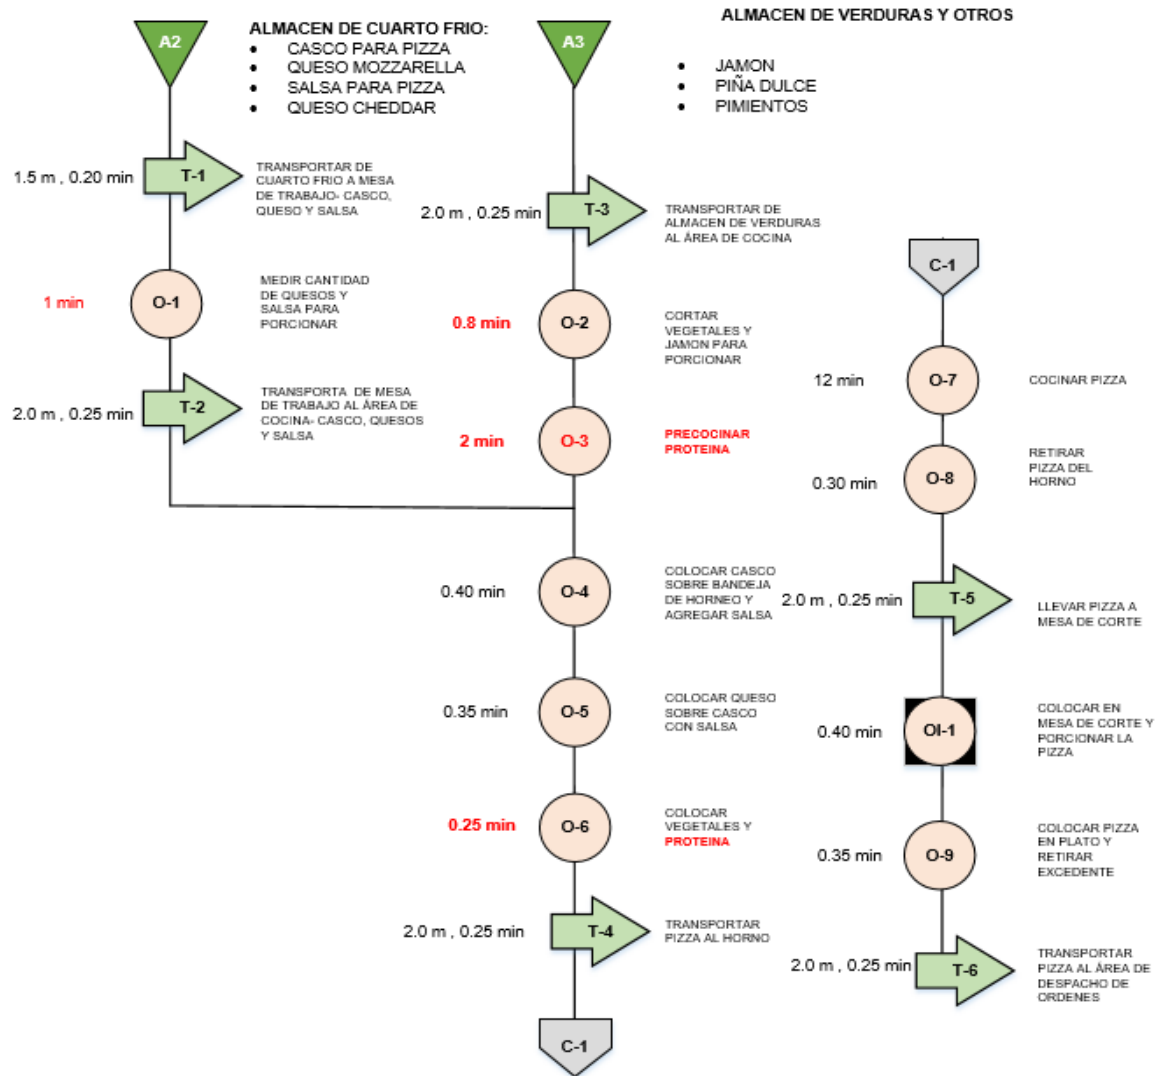 A2
ALMACEN DE CUARTO FRIO:
• CASCO PARA PIZZA
• QUESO MOZZARELLA
• SALSA PARA PIZZA
• QUESO CHEDDAR
1.5 m , 0.20 min
T-1
TRANSPORTAR DE
CUARTO FRIO A MESA
DE TRABAJO- CASCO,
QUESO Y SALSA
1 min
O-1
MEDIR CANTIDAD
DE QUESOS Y
SALSA PARA
PORCIONAR
2.0 m , 0.25 min
T-2
TRANSPORTA DE MESA
DE TRABAJO AL ÁREA DE
COCINA- CASCO, QUESOS
Y SALSA
A3
ALMACEN DE VERDURAS Y OTROS
• JAMON
• PIÑA DULCE
• PIMIENTOS
2.0 m , 0.25 min
T-3
TRANSPORTAR DE
ALMACEN DE VERDURAS
AL ÁREA DE COCINA
0.8 min
O-2
CORTAR
VEGETALES Y
JAMON PARA
PORCIONAR
2 min
O-3
PRECOCINAR
PROTEINA
0.40 min
O-4
COLOCAR CASCO
SOBRE BANDEJA
DE HORNEO Y
AGREGAR SALSA
0.35 min
O-5
COLOCAR QUESO
SOBRE CASCO
CON SALSA
0.25 min
O-6
COLOCAR
VEGETALES Y
PROTEINA
2.0 m , 0.25 min
T-4
TRANSPORTAR
PIZZA AL HORNO
C-1
C-1
12 min
O-7
COCINAR PIZZA
0.30 min
O-8
RETIRAR
PIZZA DEL
HORNO
2.0 m , 0.25 min
T-5
LLEVAR PIZZA A
MESA DE CORTE
0.40 min
OI-1
COLOCAR EN
MESA DE CORTE Y
PORCIONAR LA
PIZZA
0.35 min
O-9
COLOCAR PIZZA
EN PLATO Y
RETIRAR
EXCEDENTE
2.0 m , 0.25 min
T-6
TRANSPORTAR
PIZZA AL ÁREA DE
DESPACHO DE
ORDENES